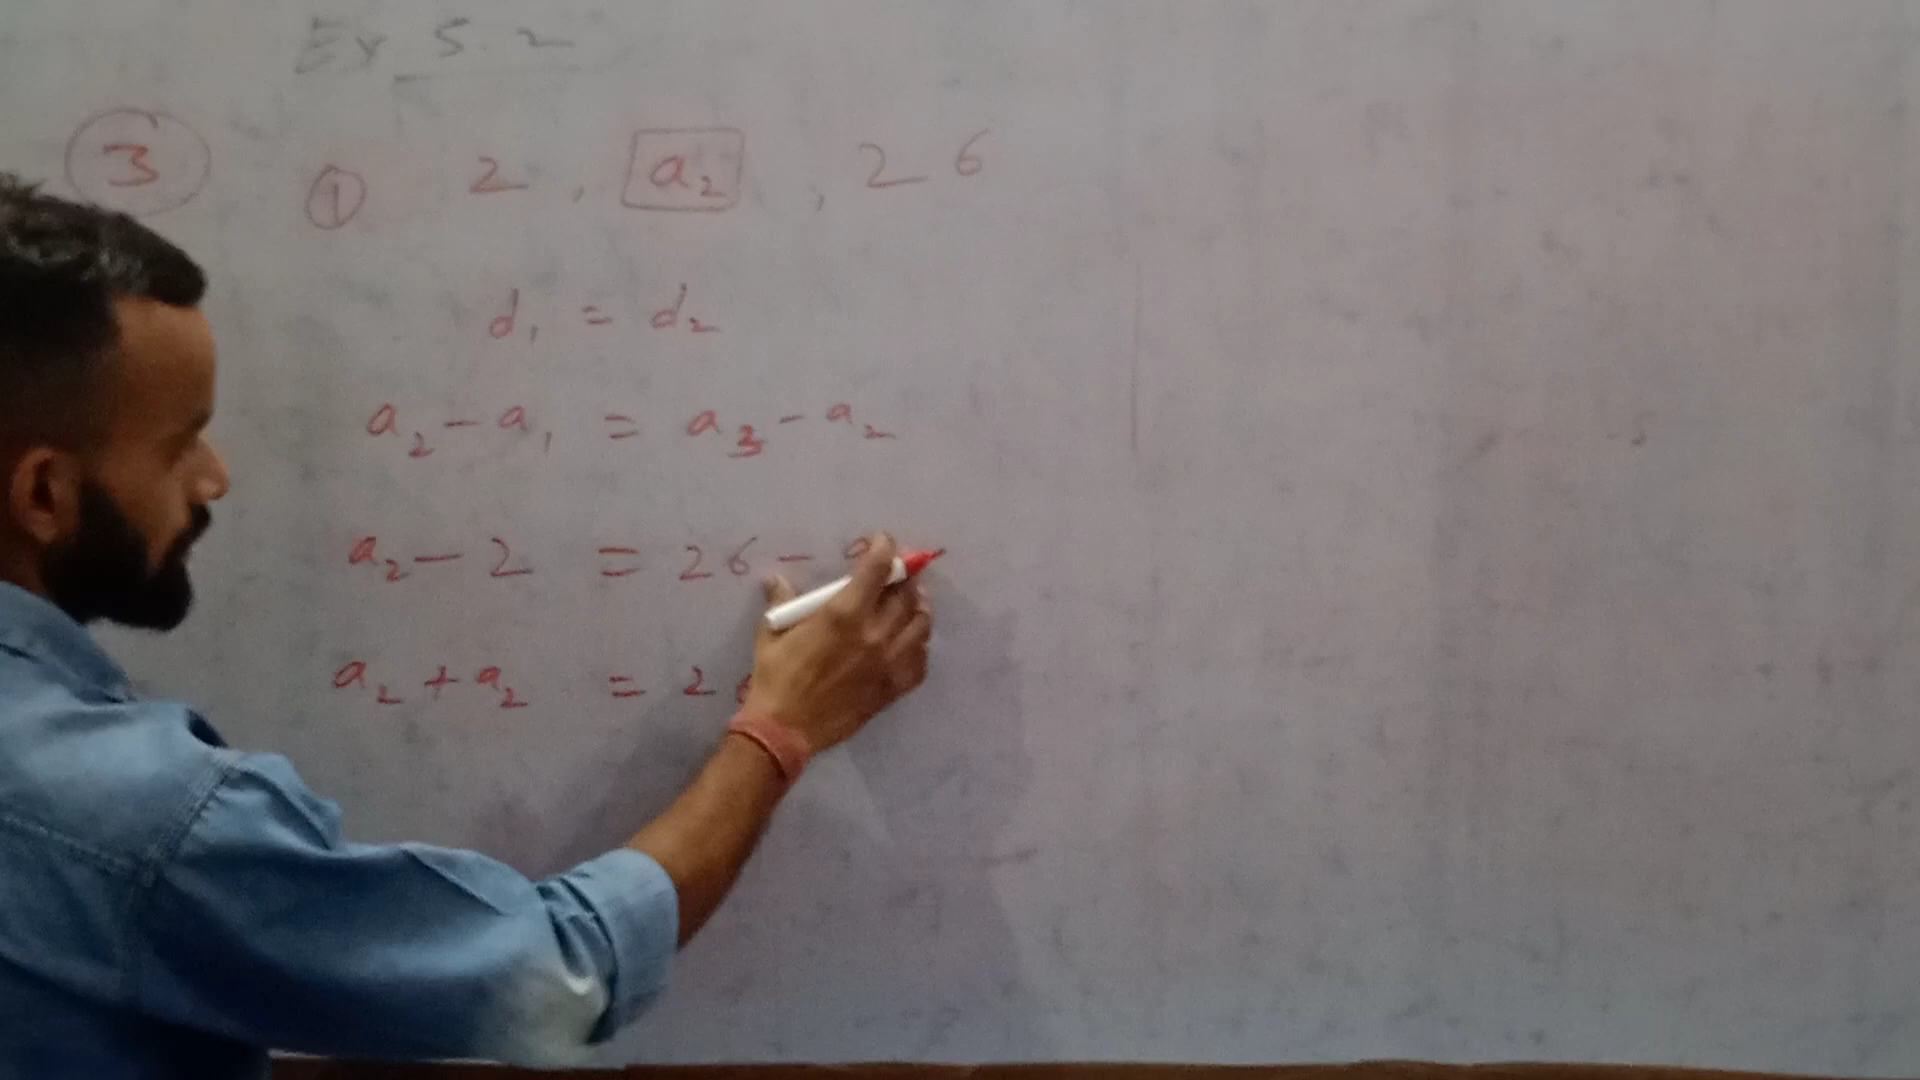 Ex 5.2
3 1 2, a₂, 26
d₁ = d₂
a₂ - a₁ = a₃ - a₂
a₂ - 2 = 26 - a
a₂ + a₂ = 2